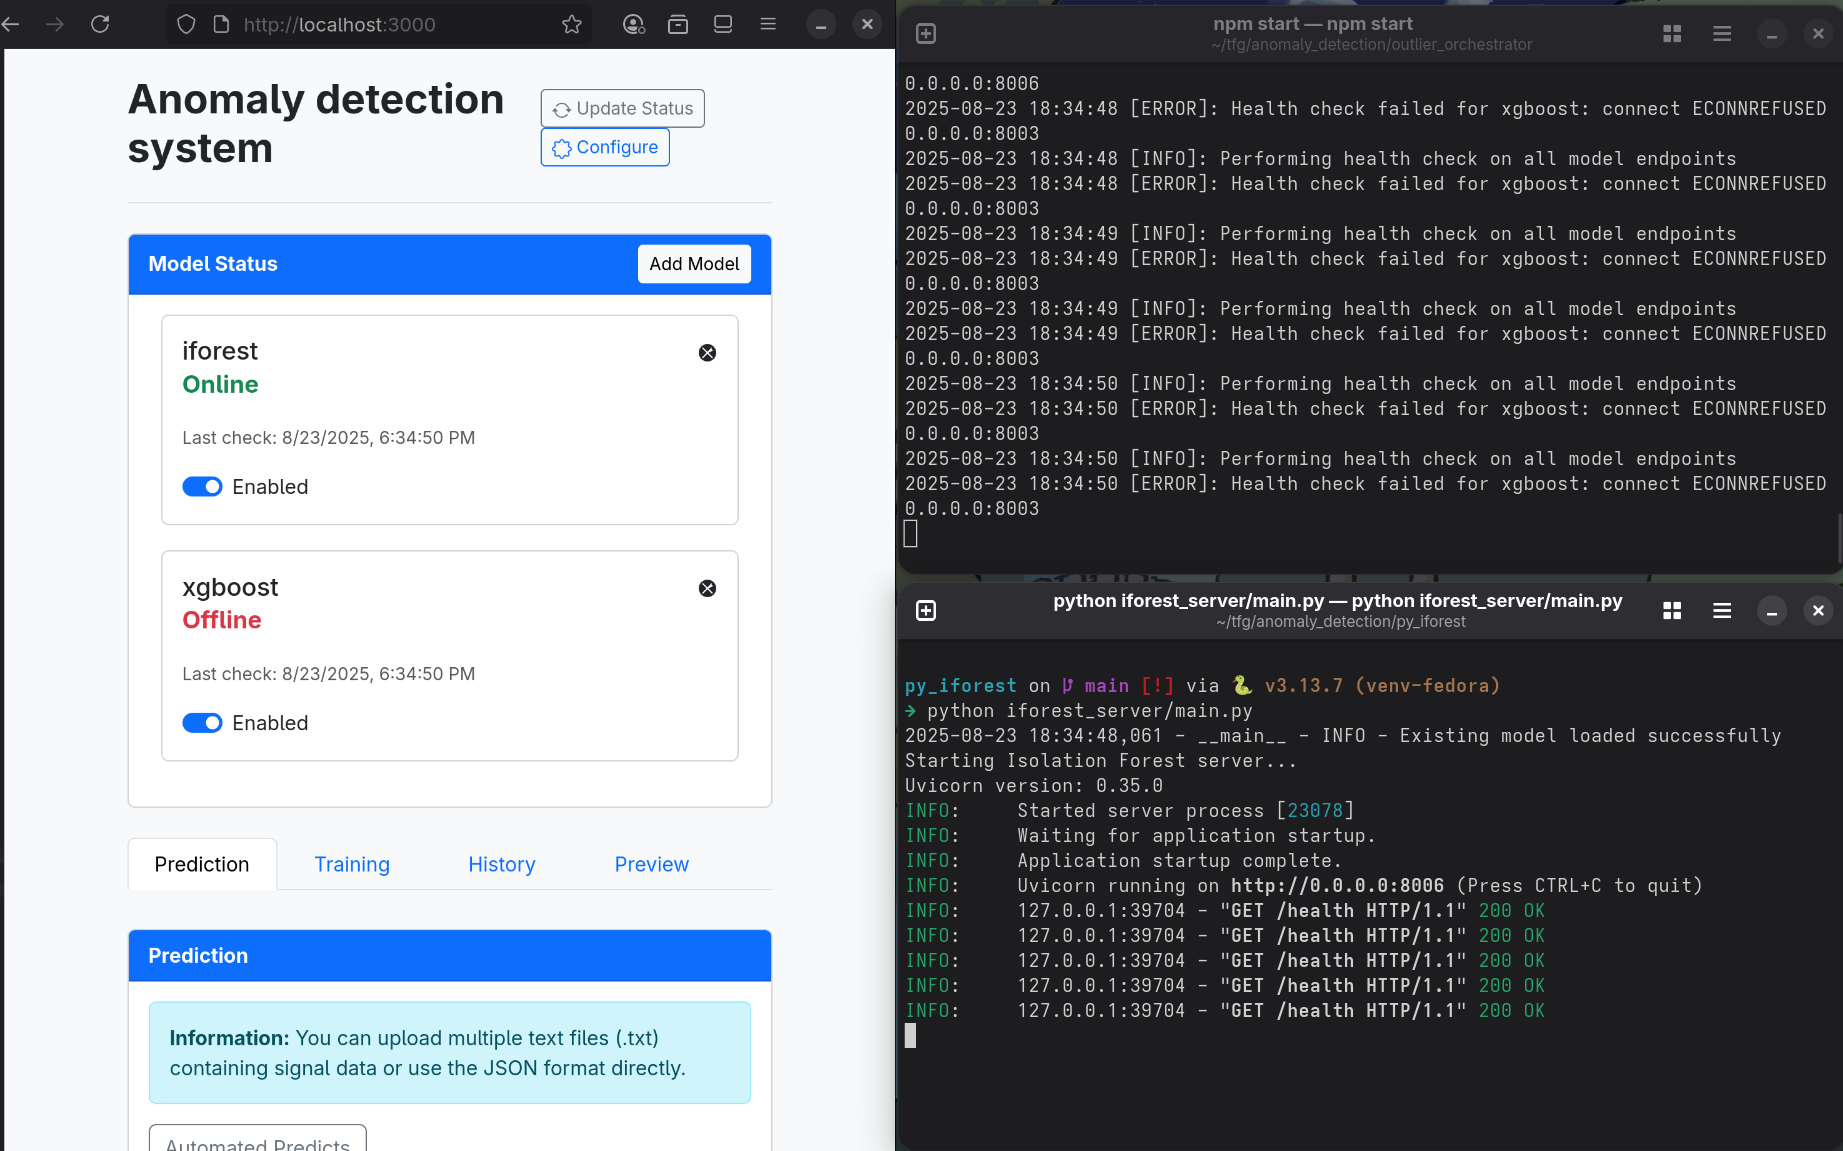 http://localhost:3000
Anomaly detection
system
Update Status
Configure
Model Status
Add Model
iforest
Online
Last check: 8/23/2025, 6:34:50 PM
Enabled
xgboost
Offline
Last check: 8/23/2025, 6:34:50 PM
Enabled
Prediction
Training
History
Preview
Prediction
Information: You can upload multiple text files (.txt)
containing signal data or use the JSON format directly.
Automated Predicts
npm start — npm start
~/tfg/anomaly_detection/outlier_orchestrator
0.0.0.0:8006
2025-08-23 18:34:48 [ERROR]: Health check failed for xgboost: connect ECONNREFUSED
0.0.0.0:8003
2025-08-23 18:34:48 [INFO]: Performing health check on all model endpoints
2025-08-23 18:34:48 [ERROR]: Health check failed for xgboost: connect ECONNREFUSED
0.0.0.0:8003
2025-08-23 18:34:49 [INFO]: Performing health check on all model endpoints
2025-08-23 18:34:49 [ERROR]: Health check failed for xgboost: connect ECONNREFUSED
0.0.0.0:8003
2025-08-23 18:34:49 [INFO]: Performing health check on all model endpoints
2025-08-23 18:34:49 [ERROR]: Health check failed for xgboost: connect ECONNREFUSED
0.0.0.0:8003
2025-08-23 18:34:50 [INFO]: Performing health check on all model endpoints
2025-08-23 18:34:50 [ERROR]: Health check failed for xgboost: connect ECONNREFUSED
0.0.0.0:8003
2025-08-23 18:34:50 [INFO]: Performing health check on all model endpoints
2025-08-23 18:34:50 [ERROR]: Health check failed for xgboost: connect ECONNREFUSED
0.0.0.0:8003
python iforest_server/main.py — python iforest_server/main.py
~/tfg/anomaly_detection/py_iforest
py_iforest on main [!] via 🐍 v3.13.7 (venv-fedora)
→ python iforest_server/main.py
2025-08-23 18:34:48,061 - __main__ - INFO - Existing model loaded successfully
Starting Isolation Forest server...
Uvicorn version: 0.35.0
INFO: Started server process [23078]
INFO: Waiting for application startup.
INFO: Application startup complete.
INFO: Uvicorn running on http://0.0.0.0:8006 (Press CTRL+C to quit)
INFO: 127.0.0.1:39704 - "GET /health HTTP/1.1" 200 OK
INFO: 127.0.0.1:39704 - "GET /health HTTP/1.1" 200 OK
INFO: 127.0.0.1:39704 - "GET /health HTTP/1.1" 200 OK
INFO: 127.0.0.1:39704 - "GET /health HTTP/1.1" 200 OK
INFO: 127.0.0.1:39704 - "GET /health HTTP/1.1" 200 OK